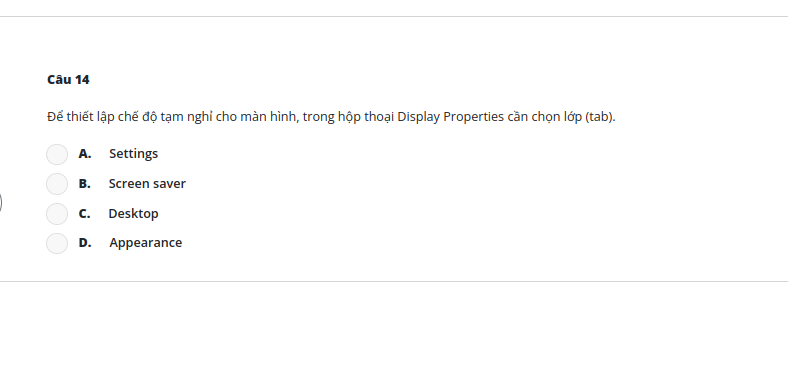 Câu 14
Để thiết lập chế độ tạm nghỉ cho màn hình, trong hộp thoại Display Properties cần chọn lớp (tab).
A. Settings
B. Screen saver
C. Desktop
D. Appearance